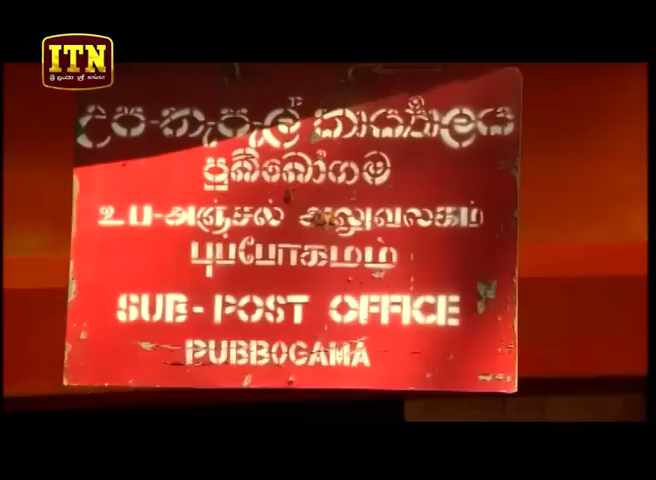 ITN
උප-තැපැල් කාර්යාලය
පුබ්බෝගම
உப-அஞ்சல் அலுவலகம்
புப்போகமம்
SUB-POST OFFICE
PUBBOGAMA